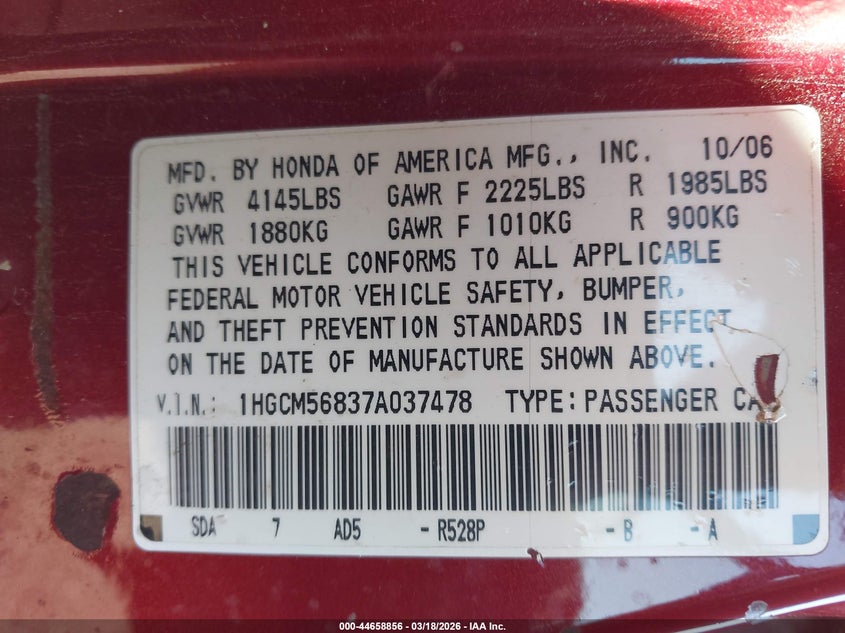 MFD. BY HONDA OF AMERICA MFG., INC. 10/06
GVWR 4145LBS GAWR F 2225LBS R 1985LBS
GVWR 1880KG GAWR F 1010KG R 900KG
THIS VEHICLE CONFORMS TO ALL APPLICABLE
FEDERAL MOTOR VEHICLE SAFETY, BUMPER,
AND THEFT PREVENTION STANDARDS IN EFFECT
ON THE DATE OF MANUFACTURE SHOWN ABOVE.
V.I.N.: 1HGCM56837A037478 TYPE: PASSENGER CA
SDA 7 AD5 - R528P - B - A
000-44658856 - 03/18/2026 - IAA Inc.